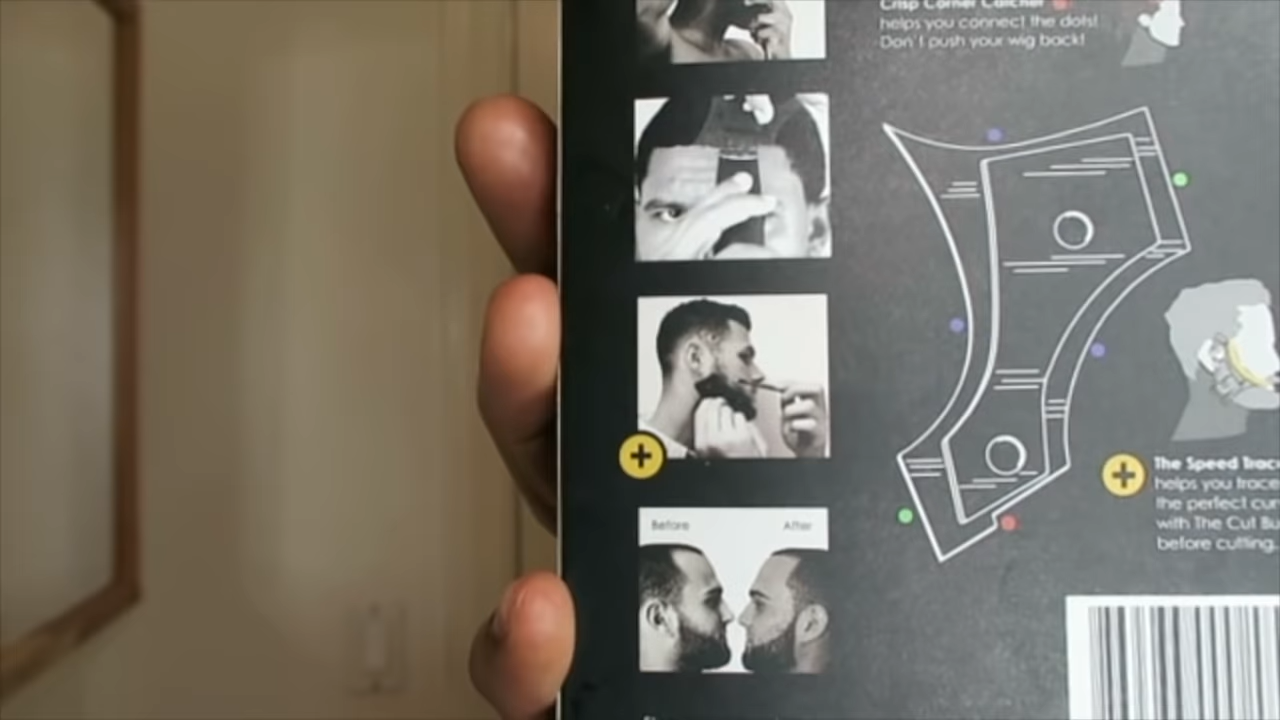 Crisp Corner Catcher
helps you connect the dots!
Don't push your wig back!
Before
After
The Speed Trac
helps you trace
the perfect cur
with The Cut Bu
before cutting.